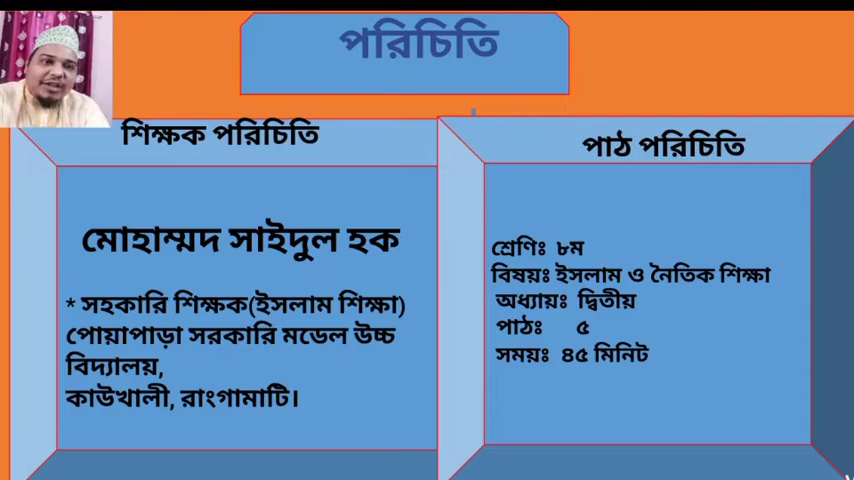 পরিচিতি
শিক্ষক পরিচিতি
মোহাম্মদ সাইদুল হক
* সহকারি শিক্ষক(ইসলাম শিক্ষা)
পোয়াপাড়া সরকারি মডেল উচ্চ
বিদ্যালয়,
কাউখালী, রাংগামাটি।
পাঠ পরিচিতি
শ্রেণিঃ ৮ম
বিষয়ঃ ইসলাম ও নৈতিক শিক্ষা
অধ্যায়ঃ দ্বিতীয়
পাঠঃ ৫
সময়ঃ ৪৫ মিনিট